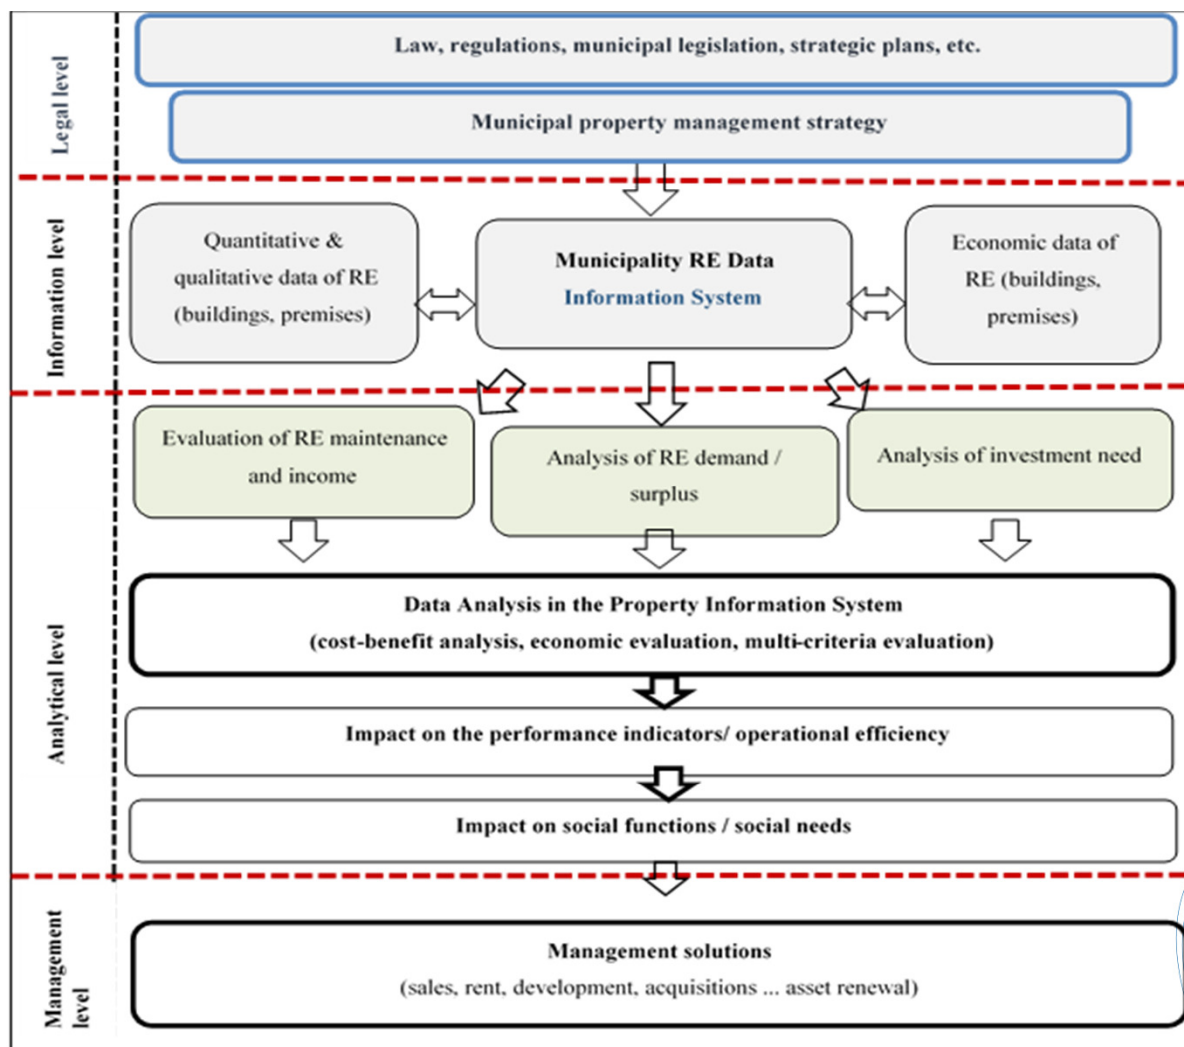 Legal level
Law, regulations, municipal legislation, strategic plans, etc.
Municipal property management strategy
Information level
Quantitative &
qualitative data of RE
(buildings, premises)
Municipality RE Data
Information System
Economic data of
RE (buildings,
premises)
Analytical level
Evaluation of RE maintenance
and income
Analysis of RE demand /
surplus
Analysis of investment need
Data Analysis in the Property Information System
(cost-benefit analysis, economic evaluation, multi-criteria evaluation)
Impact on the performance indicators/ operational efficiency
Impact on social functions / social needs
Management
level
Management solutions
(sales, rent, development, acquisitions ... asset renewal)